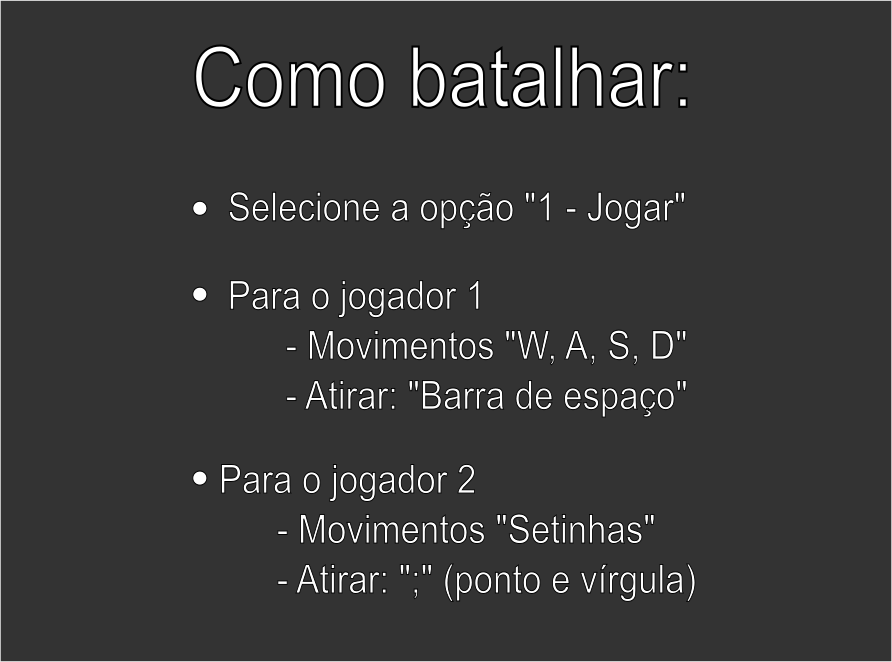 Como batalhar:
• Selecione a opção "1 - Jogar"
• Para o jogador 1
- Movimentos "W, A, S, D"
- Atirar: "Barra de espaço"
• Para o jogador 2
- Movimentos "Setinhas"
- Atirar: ";" (ponto e vírgula)